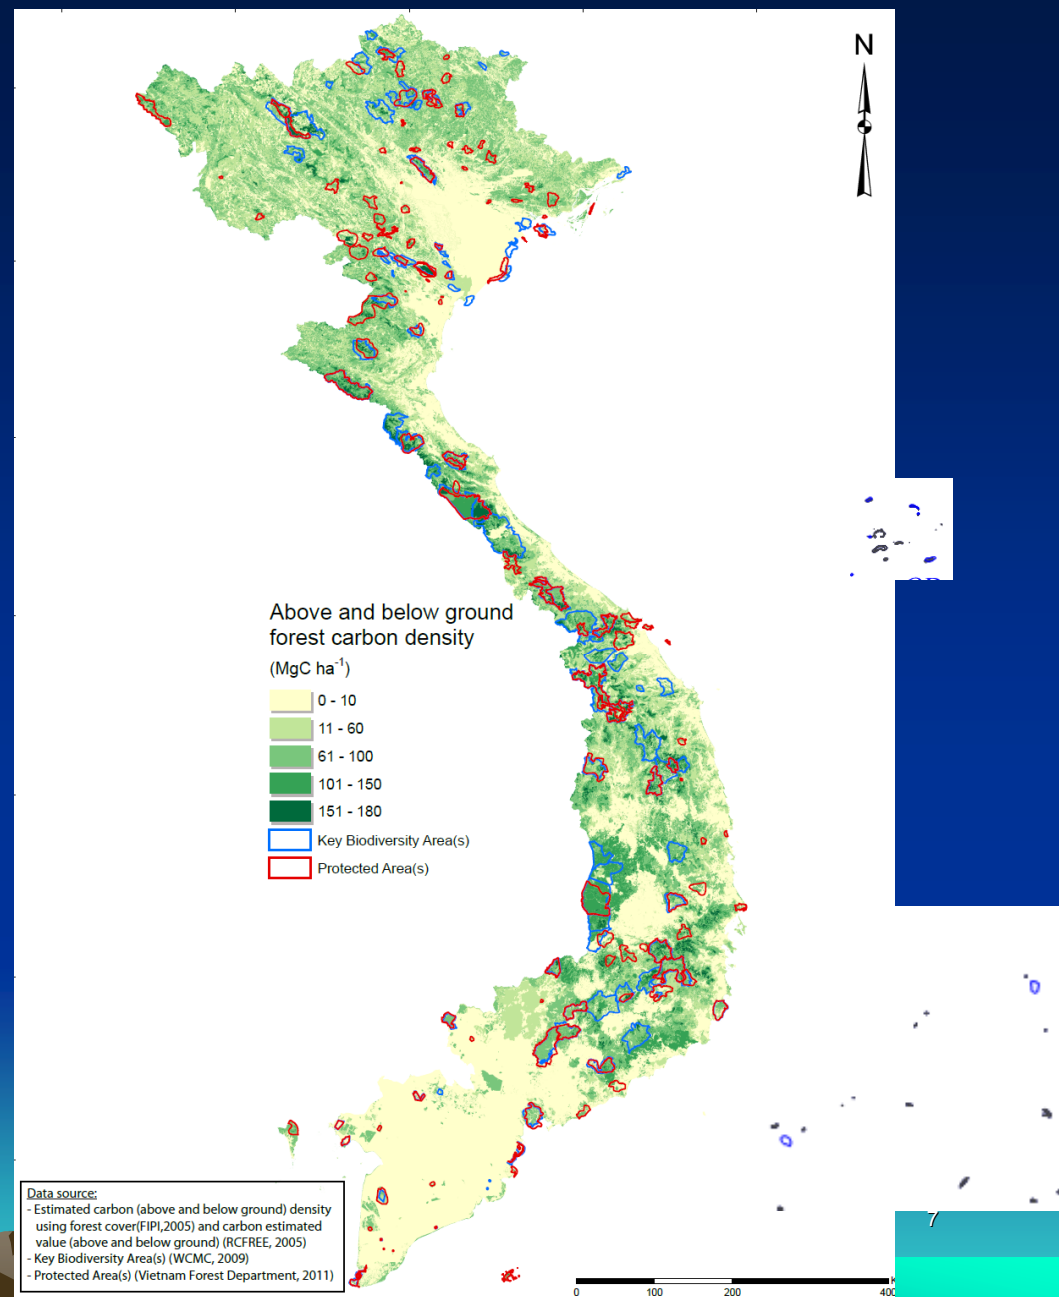 N
Above and below ground
forest carbon density
(MgC ha-1)
0 - 10
11 - 60
61 - 100
101 - 150
151 - 180
Key Biodiversity Area(s)
Protected Area(s)
Data source:
- Estimated carbon (above and below ground) density
using forest cover(FIPI,2005) and carbon estimated
value (above and below ground) (RCFREE, 2005)
- Key Biodiversity Area(s) (WCMC, 2009)
- Protected Area(s) (Vietnam Forest Department, 2011)
7
0 100 200 400